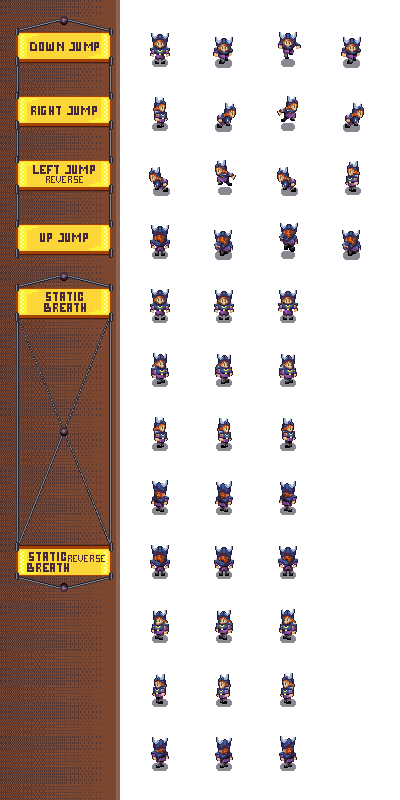 DOWN JUMP
RIGHT JUMP
LEFT JUMP
REVERSE
UP JUMP
STATIC
BREATH
STATIC REVERSE
BREATH